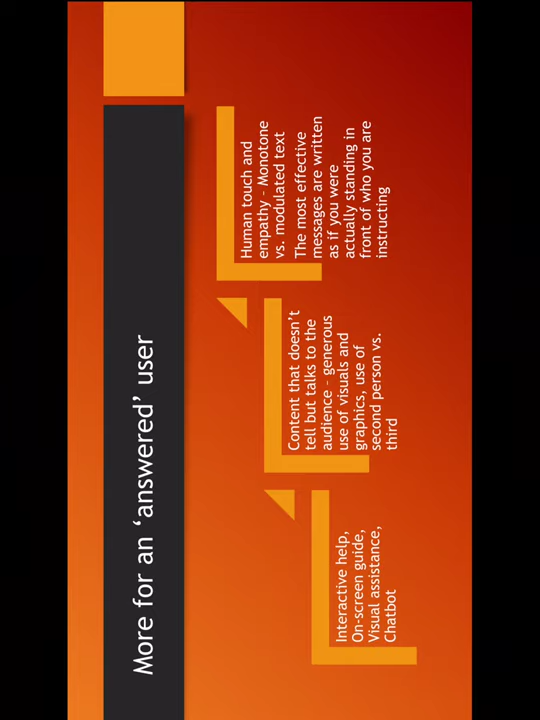 More for an ‘answered’ user
Interactive help,
On-screen guide,
Visual assistance,
Chatbot
Content that doesn’t
tell but talks to the
audience – generous
use of visuals and
graphics, use of
second person vs.
third
Human touch and
empathy – Monotone
vs. modulated text
The most effective
messages are written
as if you were
actually standing in
front of who you are
instructing